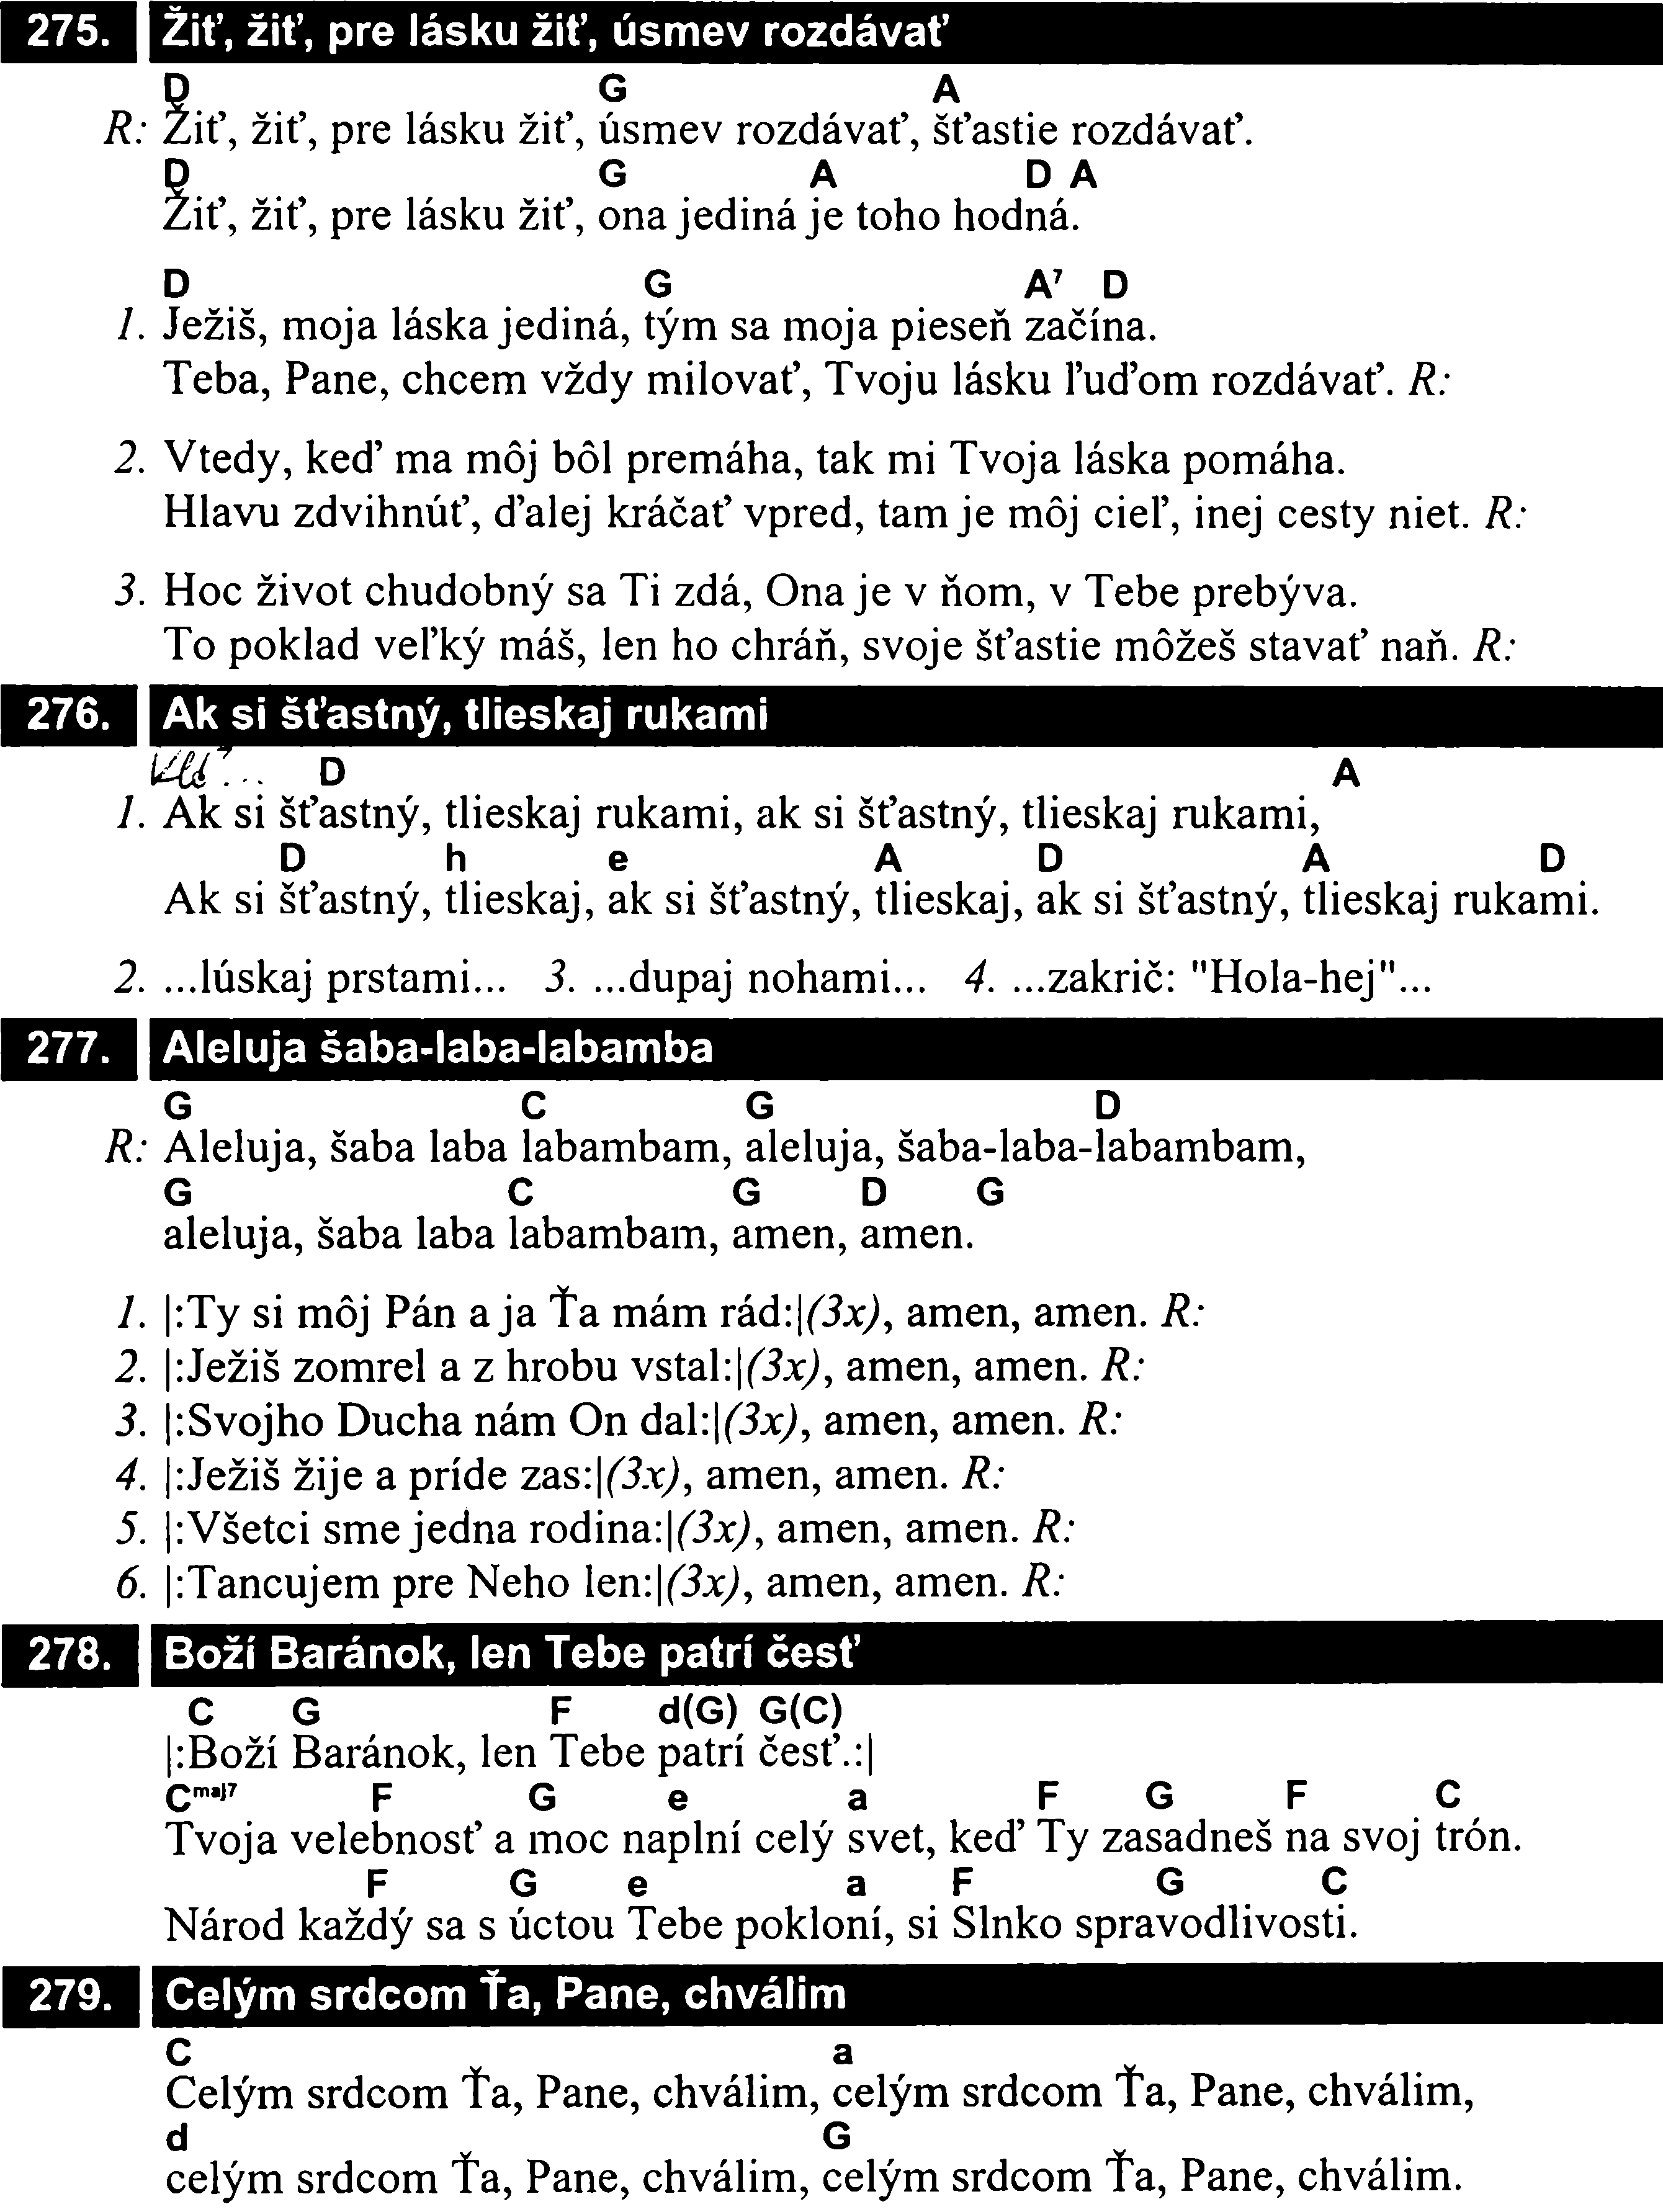 275. Žiť, žiť, pre lásku žiť, úsmev rozdávať
D G A
R: Žiť, žiť, pre lásku žiť, úsmev rozdávať, šťastie rozdávať.
D G A D A
Žiť, žiť, pre lásku žiť, ona jediná je toho hodná.
D G A7 D
1. Ježiš, moja láska jediná, tým sa moja pieseň začína.
Teba, Pane, chcem vždy milovať, Tvoju lásku ľuďom rozdávať. R:
2. Vtedy, keď ma môj bôl premáha, tak mi Tvoja láska pomáha.
Hlavu zdvihnúť, ďalej kráčať vpred, tam je môj cieľ, inej cesty niet. R:
3. Hoc život chudobný sa Ti zdá, Ona je v ňom, v Tebe prebýva.
To poklad veľký máš, len ho chráň, svoje šťastie môžeš stavať naň. R:
276. Ak si šťastný, tlieskaj rukami
D A
1. Ak si šťastný, tlieskaj rukami, ak si šťastný, tlieskaj rukami,
D h e A D A D
Ak si šťastný, tlieskaj, ak si šťastný, tlieskaj, ak si šťastný, tlieskaj rukami.
2. ...lúskaj prstami... 3. ...dupaj nohami... 4. ...zakrič: "Hola-hej"...
277. Aleluja šaba-laba-labamba
G C G D
R: Aleluja, šaba laba labambam, aleluja, šaba-laba-labambam,
G C G D G
aleluja, šaba laba labambam, amen, amen.
1. |:Ty si môj Pán a ja Ťa mám rád:|(3x), amen, amen. R:
2. |:Ježiš zomrel a z hrobu vstal:|(3x), amen, amen. R:
3. |:Svojho Ducha nám On dal:|(3x), amen, amen. R:
4. |:Ježiš žije a príde zas:|(3x), amen, amen. R:
5. |:Všetci sme jedna rodina:|(3x), amen, amen. R:
6. |:Tancujem pre Neho len:|(3x), amen, amen. R:
278. Boží Baránok, len Tebe patrí česť
C G F d(G) G(C)
|:Boží Baránok, len Tebe patrí česť.:|
Cmaj7 F G e a F G F C
Tvoja velebnosť a moc naplní celý svet, keď Ty zasadneš na svoj trón.
F G e a F G C
Národ každý sa s úctou Tebe pokloní, si Slnko spravodlivosti.
279. Celým srdcom Ťa, Pane, chválim
C a
Celým srdcom Ťa, Pane, chválim, celým srdcom Ťa, Pane, chválim,
d G
celým srdcom Ťa, Pane, chválim, celým srdcom Ťa, Pane, chválim.